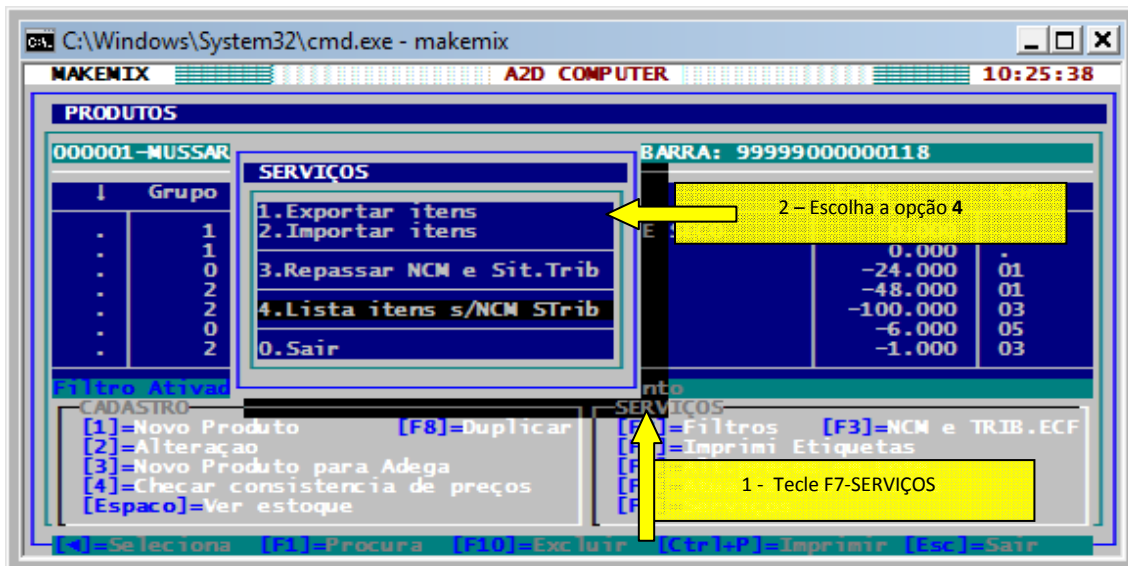 C:\Windows\System32\cmd.exe - makemix
MAKEMIX A2D COMPUTER 10:25:38
PRODUTOS
000001-MUSSAR BARRA: 99999000000118
SERVIÇOS
↓ Grupo
1.Exportar itens
2 – Escolha a opção 4
. 1 2.Importar itens E
. 1 0.000 .
. 0 3.Repassar NCM e Sit.Trib -24.000 01
. 2 -48.000 01
. 2 4.Lista itens s/NCM STrib -100.000 03
. 0 -6.000 05
. 2 0.Sair -1.000 03
Filtro Ativad nto
CADASTRO SERVIÇOS
[1]=Novo Produto [F8]=Duplicar =Filtros [F3]=NCM e TRIB.ECF
[2]=Alteraçao ]=Imprimi Etiquetas
[3]=Novo Produto para Adega
[4]=Checar consistencia de preços
1 - Tecle F7-SERVIÇOS
[Espaco]=Ver estoque
[◄]=Seleciona [F1]=Procura [F10]=Excluir [Ctrl+P]=Imprimir [Esc]=Sair